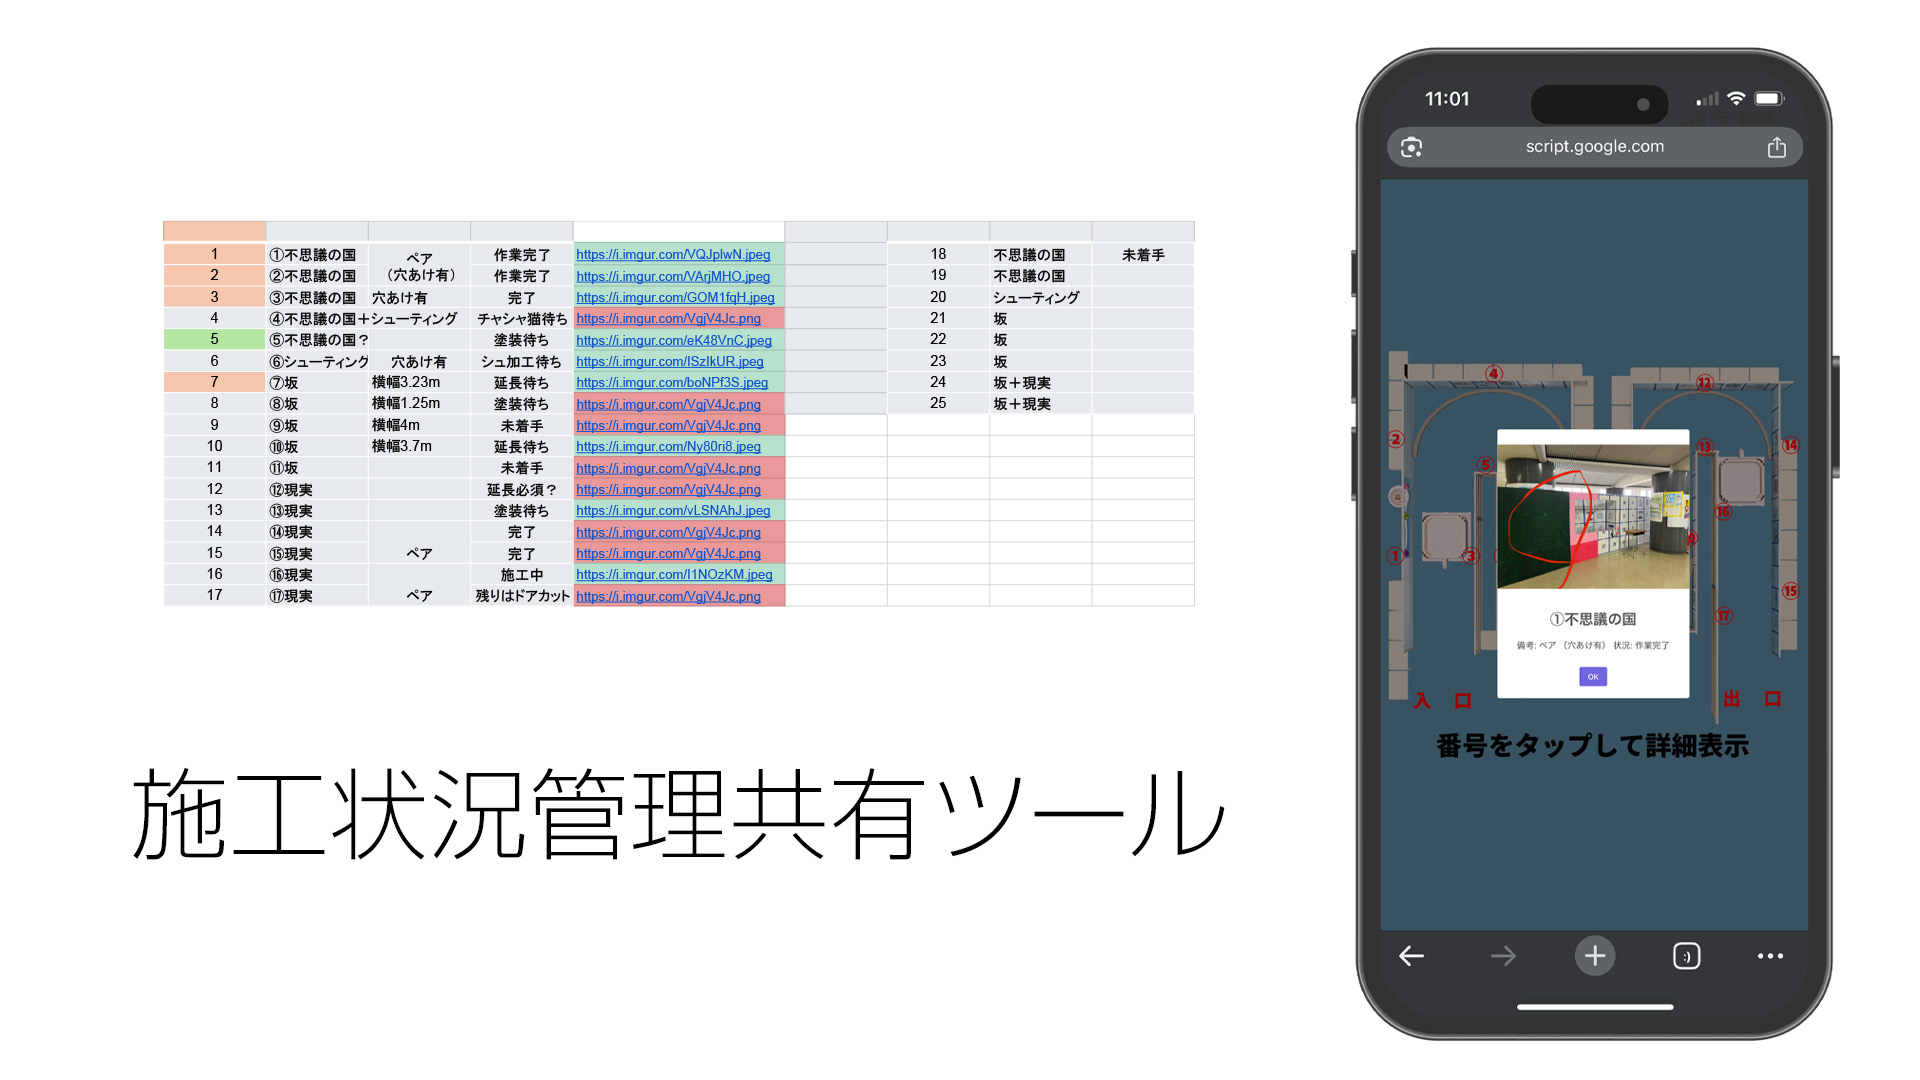 1 ①不思議の国 ペア 作業完了 https://i.imgur.com/VQJplwN.jpeg 18 不思議の国 未着手
2 ②不思議の国 （穴あけ有） 作業完了 https://i.imgur.com/VArjMHO.jpeg 19 不思議の国
3 ③不思議の国 穴あけ有 完了 https://i.imgur.com/GOM1fqH.jpeg 20 シューティング
4 ④不思議の国＋シューティング チャシャ猫待ち https://i.imgur.com/VgjV4Jc.png 21 坂
5 ⑤不思議の国？ 塗装待ち https://i.imgur.com/eK48VnC.jpeg 22 坂
6 ⑥シューティング 穴あけ有 シュ加工待ち https://i.imgur.com/ISzIkUR.jpeg 23 坂
7 ⑦坂 横幅3.23m 延長待ち https://i.imgur.com/boNPf3S.jpeg 24 坂＋現実
8 ⑧坂 横幅1.25m 塗装待ち https://i.imgur.com/VgjV4Jc.png 25 坂＋現実
9 ⑨坂 横幅4m 未着手 https://i.imgur.com/VgjV4Jc.png
10 ⑩坂 横幅3.7m 延長待ち https://i.imgur.com/Ny80ri8.jpeg
11 ⑪坂 未着手 https://i.imgur.com/VgjV4Jc.png
12 ⑫現実 延長必須？ https://i.imgur.com/VgjV4Jc.png
13 ⑬現実 塗装待ち https://i.imgur.com/vLSNAhJ.jpeg
14 ⑭現実 完了 https://i.imgur.com/VgjV4Jc.png
15 ⑮現実 ペア 完了 https://i.imgur.com/VgjV4Jc.png
16 ⑯現実 施工中 https://i.imgur.com/I1NOzKM.jpeg
17 ⑰現実 ペア 残りはドアカット https://i.imgur.com/VgjV4Jc.png
施工状況管理共有ツール
11:01
script.google.com
④ ⑫
② ⑬ ⑭
⑤
⑯
① ③
⑮
⑰
①不思議の国
備考: ペア （穴あけ有） 状況: 作業完了
OK
入 口 出 口
番号をタップして詳細表示
:)